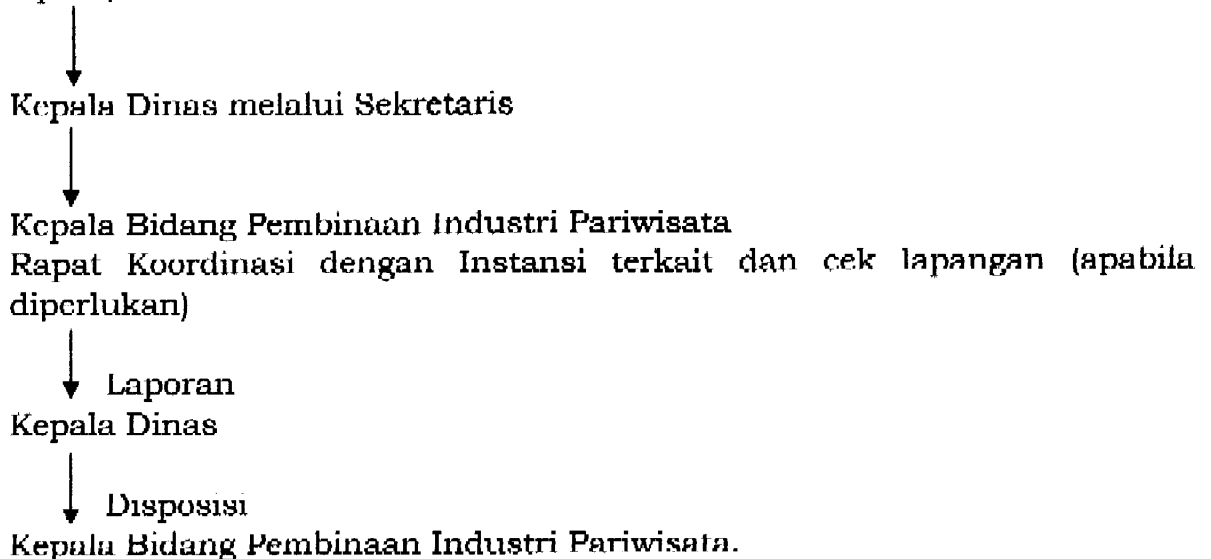 Kepala Dinas melalui Sekretaris
Kepala Bidang Pembinaan Industri Pariwisata
Rapat Koordinasi dengan Instansi terkait dan cek lapangan (apabila
diperlukan)
Laporan
Kepala Dinas
Disposisi
Kepala Bidang Pembinaan Industri Pariwisata.